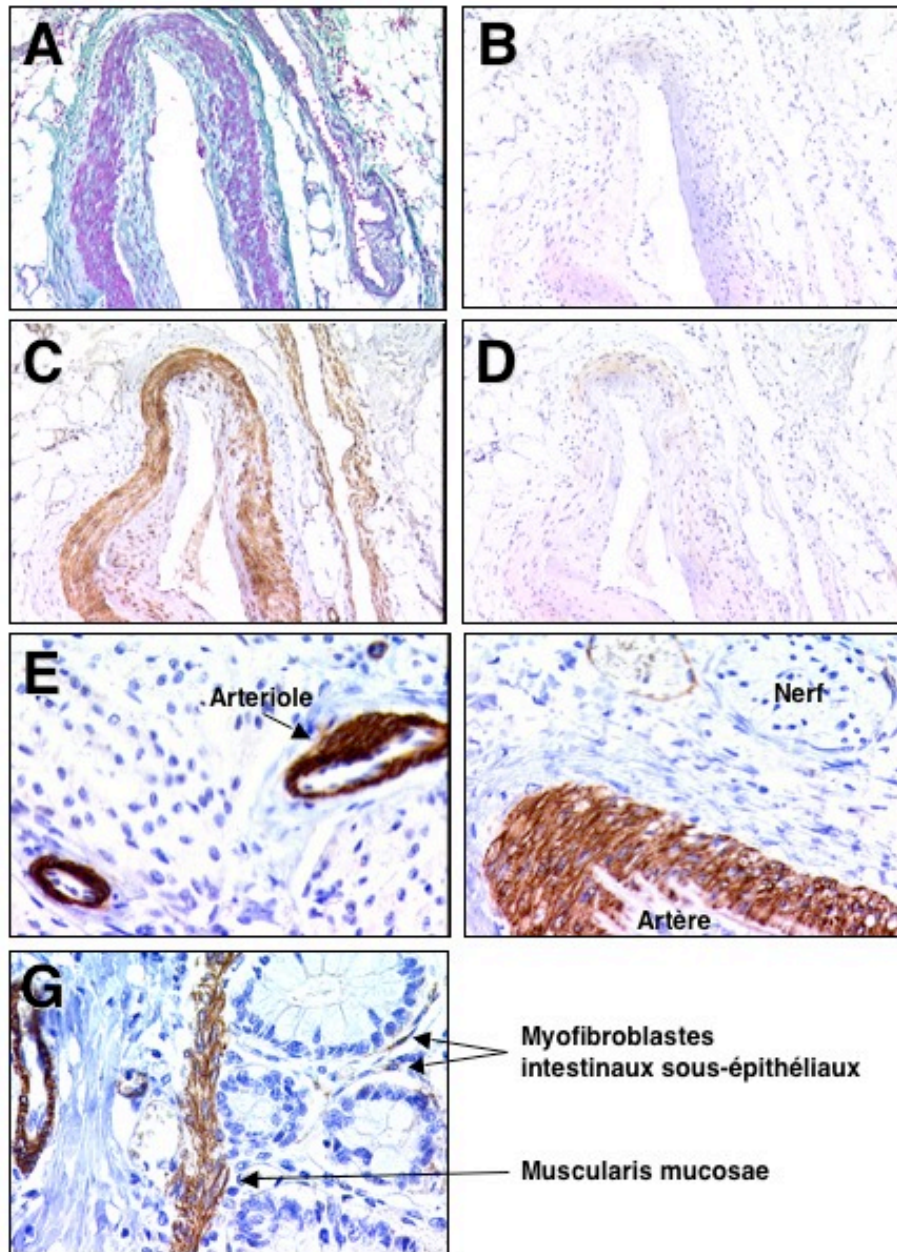 A
B
C
D
E
Arteriole
Nerf
Artère
G
Myofibroblastes
intestinaux sous-épithéliaux
Muscularis mucosae